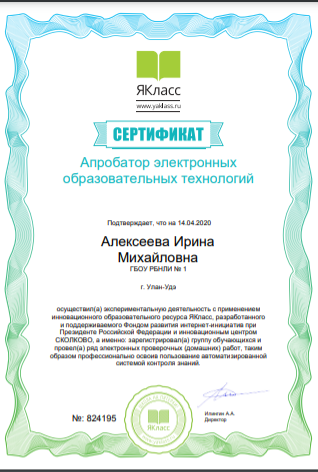 ЯКласс
www.yaklass.ru
СЕРТИФИКАТ
Апробатор электронных
образовательных технологий
Подтверждает, что на 14.04.2020
Алексеева Ирина
Михайловна
ГБОУ РБНЛИ № 1
г. Улан-Удэ
осуществил(а) экспериментальную деятельность с применением
инновационного образовательного ресурса ЯКласс, разработанного
и поддерживаемого Фондом развития интернет-инициатив при
Президенте Российской Федерации и инновационным центром
СКОЛКОВО, а именно: зарегистрировал(а) группу обучающихся и
провел(а) ряд электронных проверочных (домашних) работ, таким
образом профессионально освоив пользование автоматизированной
системой контроля знаний.
№: 824195
ЯКласс
Илингин А.А.
Директор